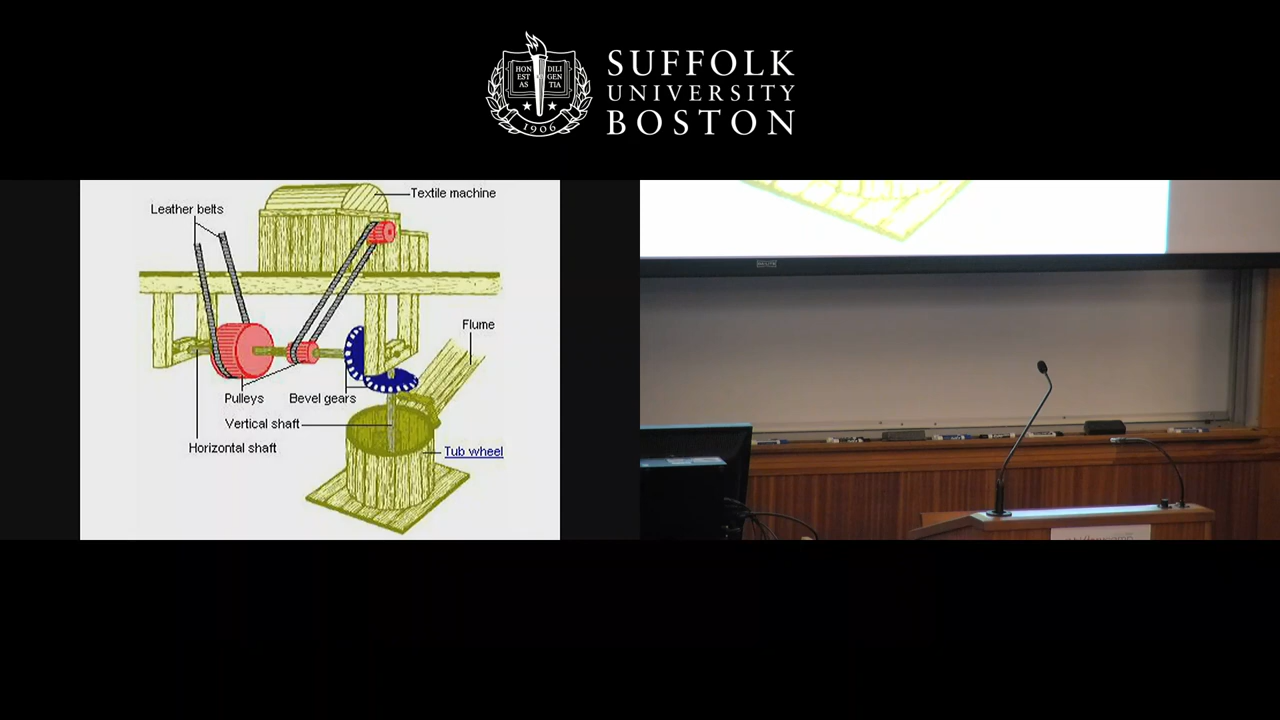 HON
EST
AS
DILI
GEN
TIA
1906
SUFFOLK
UNIVERSITY
BOSTON
Textile machine
Leather belts
Flume
Pulleys
Bevel gears
Vertical shaft
Horizontal shaft
Tub wheel